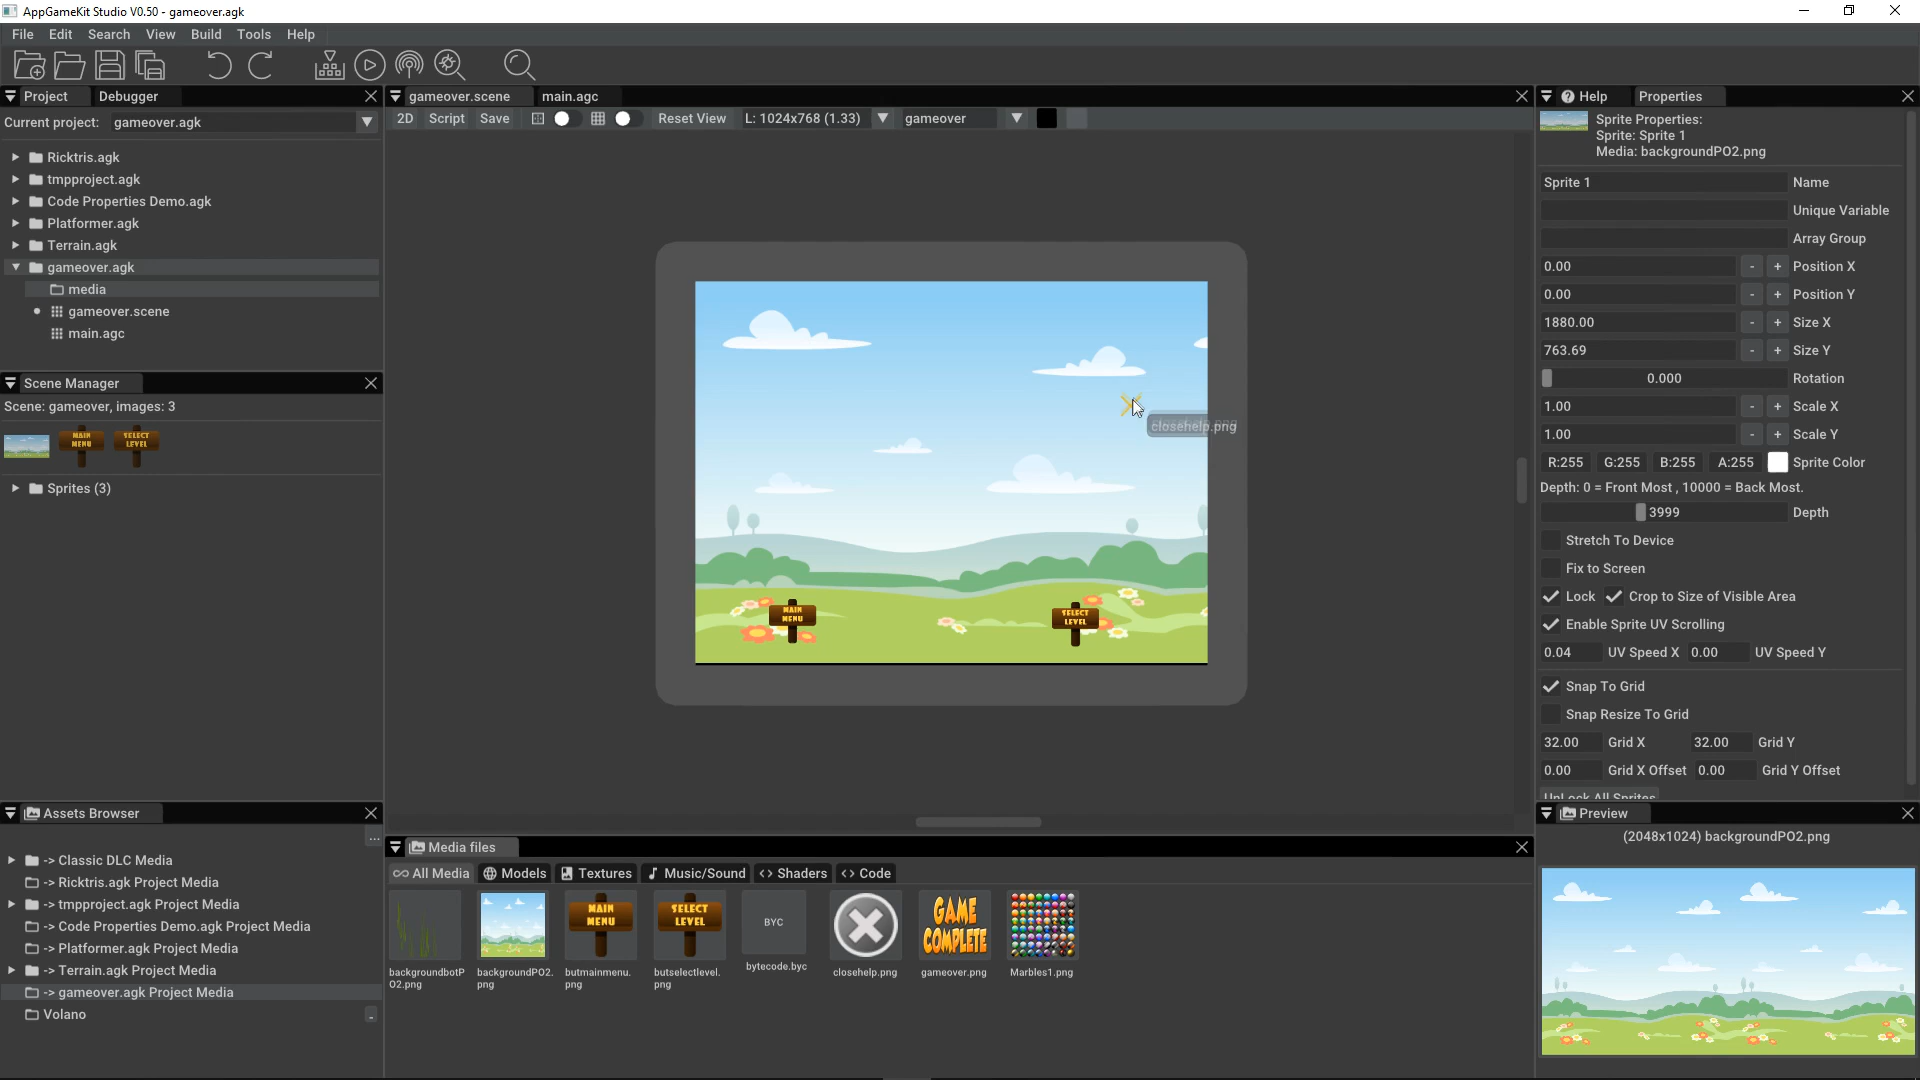 AppGameKit Studio V0.50 - gameover.agk
File Edit Search View Build Tools Help
Project Debugger
Current project: gameover.agk
Ricktris.agk
tmpproject.agk
Code Properties Demo.agk
Platformer.agk
Terrain.agk
gameover.agk
media
gameover.scene
main.agc
Scene Manager
Scene: gameover, images: 3
MAIN MENU
SELECT LEVEL
Sprites (3)
Assets Browser
...
-> Classic DLC Media
-> Ricktris.agk Project Media
-> tmpproject.agk Project Media
-> Code Properties Demo.agk Project Media
-> Platformer.agk Project Media
-> Terrain.agk Project Media
-> gameover.agk Project Media
Volano
gameover.scene main.agc
2D Script Save Reset View L: 1024x768 (1.33) gameover
closehelp.png
MAIN
MENU
SELECT
LEVEL
Media files
All Media Models Textures Music/Sound Shaders Code
MAIN
MENU
SELECT
LEVEL
BYC
GAME
COMPLETE
backgroundbotP
O2.png
backgroundPO2.
png
butmainmenu.
png
butselectlevel.
png
bytecode.byc
closehelp.png
gameover.png
Marbles1.png
Help Properties
Sprite Properties:
Sprite: Sprite 1
Media: backgroundPO2.png
Sprite 1 Name
Unique Variable
Array Group
0.00 - + Position X
0.00 - + Position Y
1880.00 - + Size X
763.69 - + Size Y
0.000 Rotation
1.00 - + Scale X
1.00 - + Scale Y
R:255 G:255 B:255 A:255 Sprite Color
Depth: 0 = Front Most , 10000 = Back Most.
3999 Depth
Stretch To Device
Fix to Screen
Lock Crop to Size of Visible Area
Enable Sprite UV Scrolling
0.04 UV Speed X 0.00 UV Speed Y
Snap To Grid
Snap Resize To Grid
32.00 Grid X 32.00 Grid Y
0.00 Grid X Offset 0.00 Grid Y Offset
UnLock All Sprites
Preview
(2048x1024) backgroundPO2.png